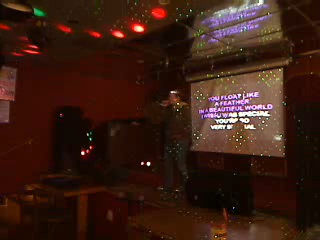 YOU FLOAT LIKE
A FEATHER
IN A BEAUTIFUL WORLD
I WISH I WAS SPECIAL
YOU'RE SO
VERY SPECIAL